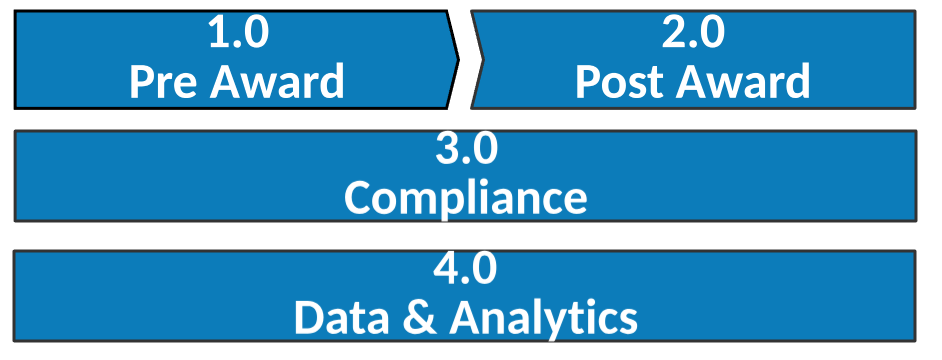 1.0
Pre Award
2.0
Post Award
3.0
Compliance
4.0
Data & Analytics